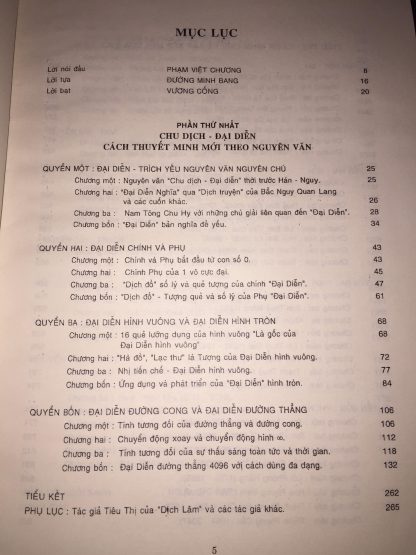 MỤC LỤC
Lời nói đầu PHẠM VIỆT CHƯƠNG 8
Lời tựa ĐƯỜNG MINH BANG 16
Lời bạt VƯƠNG CỐNG 20
PHẦN THỨ NHẤT
CHU DỊCH - ĐẠI DIỄN
CÁCH THUYẾT MINH MỚI THEO NGUYÊN VĂN
QUYỂN MỘT : ĐẠI DIỄN - TRÍCH YẾU NGUYÊN VĂN NGUYÊN CHÚ 25
Chương một : Nguyên văn "Chu dịch - Đại diễn" thời trước Hán - Ngụy. 25
Chương hai : "Đại Diễn Nghĩa" qua "Dịch truyện" của Bắc Ngụy Quan Lang
và các cuốn khác. 26
Chương ba : Nam Tống Chu Hy với những chú giải liên quan đến "Đại Diễn". 28
Chương bốn : "Đại Diễn" bản nghĩa đề yếu. 34
QUYỂN HAI : ĐẠI DIỄN CHÍNH VÀ PHỤ 43
Chương một : Chính và Phụ bắt đầu từ con số 0. 43
Chương hai : Chính Phụ của 1 vô cực đại. 45
Chương ba : "Dịch đồ" số lý và quẻ tượng của chính "Đại Diễn". 47
Chương bốn : "Dịch đồ" - Tượng quẻ và số lý của Phụ "Đại Diễn". 61
QUYỂN BA : ĐẠI DIỄN HÌNH VUÔNG VÀ ĐẠI DIỄN HÌNH TRÒN 68
Chương một : 16 quẻ lưỡng dụng của hình vuông "Là gốc của 68
Đại Diễn hình vuông"
Chương hai : "Hà đồ", "Lạc thư" là Tượng của Đại Diễn hình vuông. 72
Chương ba : Nhị tiến chế - Đại Diễn hình vuông. 77
Chương bốn : Ứng dụng và phát triển của "Đại Diễn" hình tròn. 84
QUYỂN BỐN : ĐẠI DIỄN ĐƯỜNG CONG VÀ ĐẠI DIỄN ĐƯỜNG THẲNG 106
Chương một : Tính tương đối của đường thẳng và đường cong. 106
Chương hai : Chuyển động xoay và chuyển động hình ∞. 112
Chương ba : Tính tương đối của sự thấu sáng toàn tức và thời gian. 118
Chương bốn : Đại Diễn đường thẳng 4096 với cách dùng đa dạng. 132
TIỂU KẾT 262
PHỤ LỤC : Tác giả Tiêu Thị của "Dịch Lâm" và các tác giả khác. 265
5